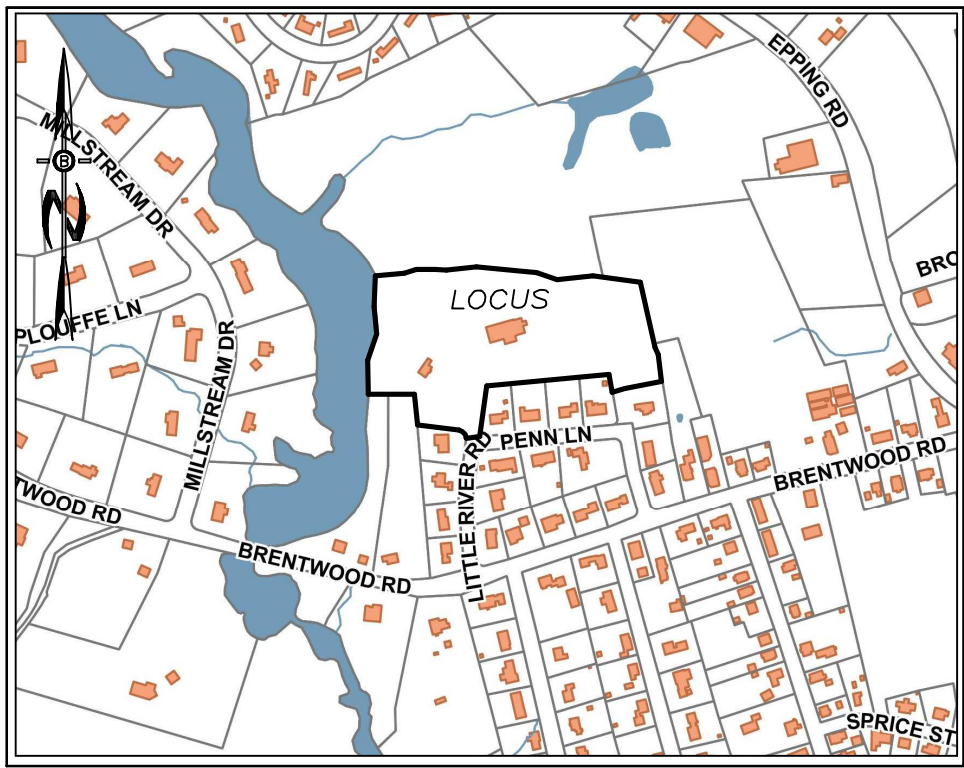 EPPING RD
MILLSTREAM DR
B
N
BRO
LOCUS
PLOUFFE LN
MILLSTREAM DR
PENN LN
LITTLE RIVER RD
BRENTWOOD RD
TWOOD RD
BRENTWOOD RD
SPRICE ST